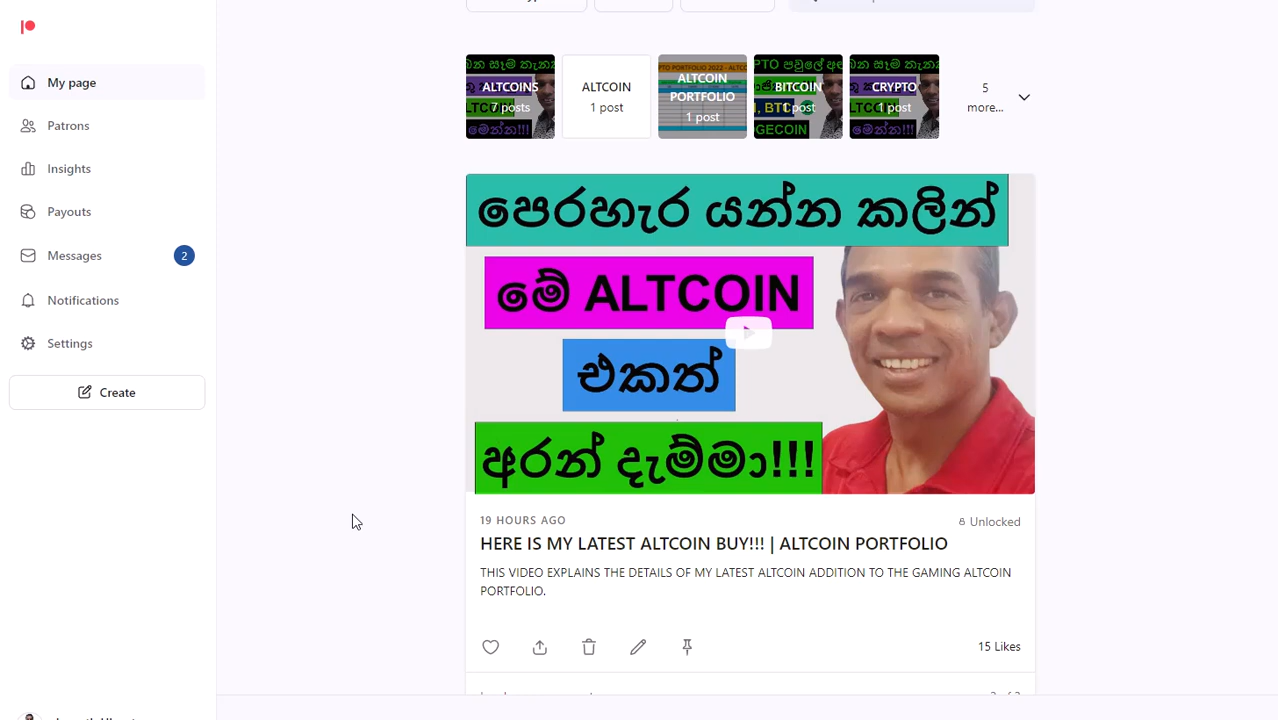 My page
Patrons
Insights
Payouts
Messages
2
Notifications
Settings
Create
ALTCOINS
7 posts
ALTCOIN
1 post
ALTCOIN
PORTFOLIO
1 post
BITCOIN
1 post
CRYPTO
1 post
5
more...
පෙරහැර යන්න කලින්
මේ ALTCOIN
එකත්
අරන් දැම්මා!!!
19 HOURS AGO
Unlocked
HERE IS MY LATEST ALTCOIN BUY!!! | ALTCOIN PORTFOLIO
THIS VIDEO EXPLAINS THE DETAILS OF MY LATEST ALTCOIN ADDITION TO THE GAMING ALTCOIN
PORTFOLIO.
15 Likes